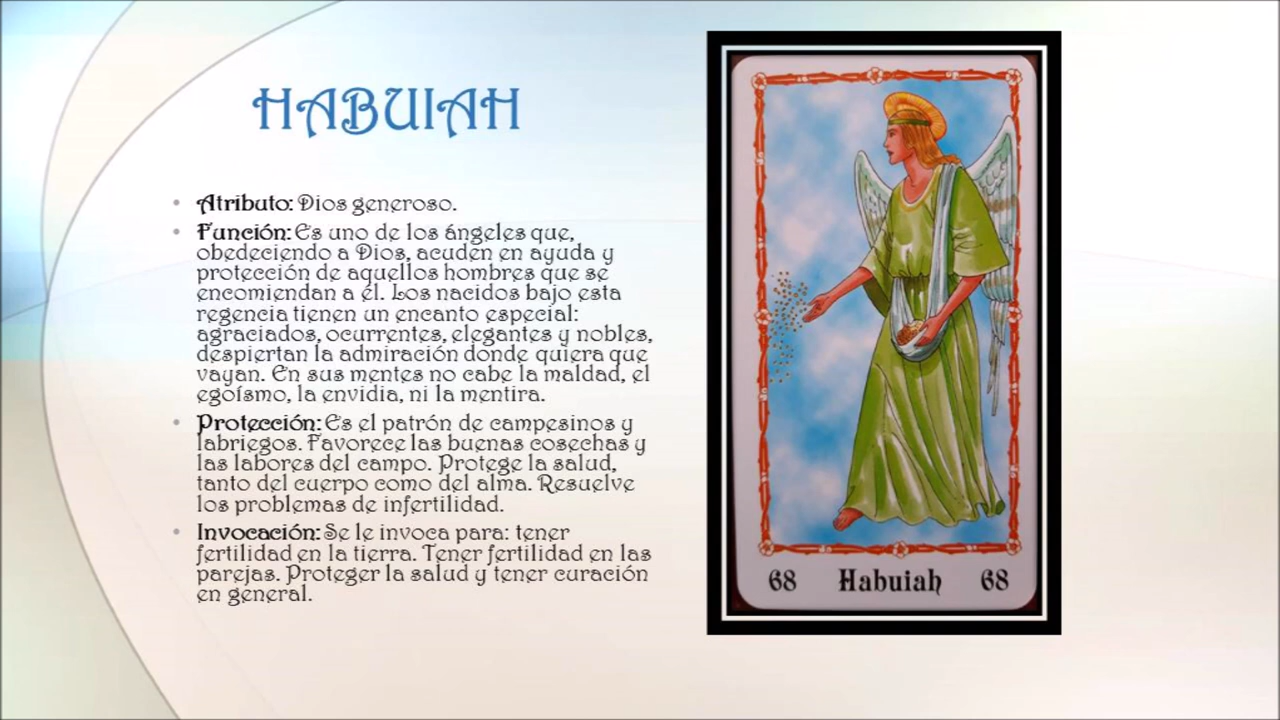 HABUIAH
• Atributo: Dios generoso.
• Función: Es uno de los ángeles que,
obedeciendo a Dios, acuden en ayuda y
protección de aquellos hombres que se
encomiendan a él. Los nacidos bajo esta
regencia tienen un encanto especial:
agraciados, ocurrentes, elegantes y nobles,
despiertan la admiración donde quiera que
vayan. En sus mentes no cabe la maldad, el
egoísmo, la envidia, ni la mentira.
• Protección: Es el patrón de campesinos y
labriegos. Favorece las buenas cosechas y
las labores del campo. Protege la salud,
tanto del cuerpo como del alma. Resuelve
los problemas de infertilidad.
• Invocación: Se le invoca para: tener
fertilidad en la tierra. Tener fertilidad en las
parejas. Proteger la salud y tener curación
en general.
68 Habuiah 68